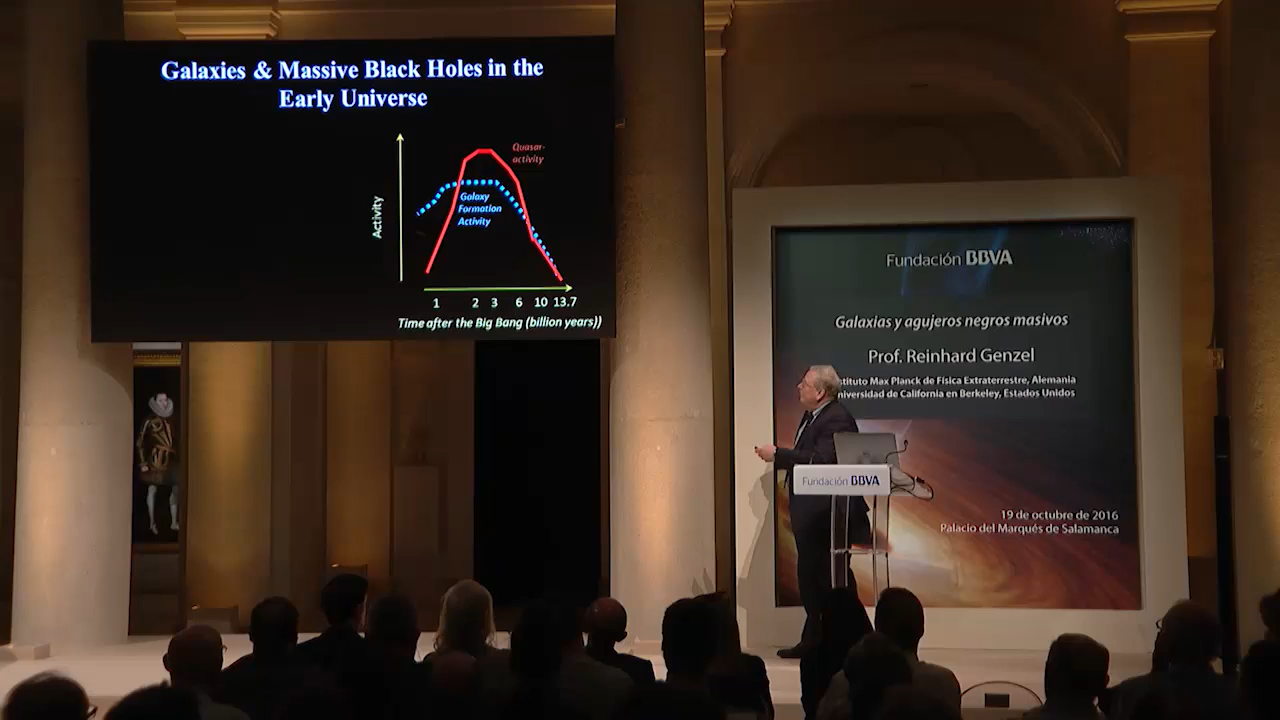 Galaxies & Massive Black Holes in the
Early Universe
Quasar-
activity
Galaxy
Formation
Activity
Activity
1 2 3 6 10 13.7
Time after the Big Bang (billion years))
Fundación BBVA
Galaxias y agujeros negros masivos
Prof. Reinhard Genzel
Max Planck de Física Extraterrestre, Alemania
de California en Berkeley, Estados Unidos
Fundación BBVA
19 de octubre de 2016
Palacio del Marqués de Salamanca